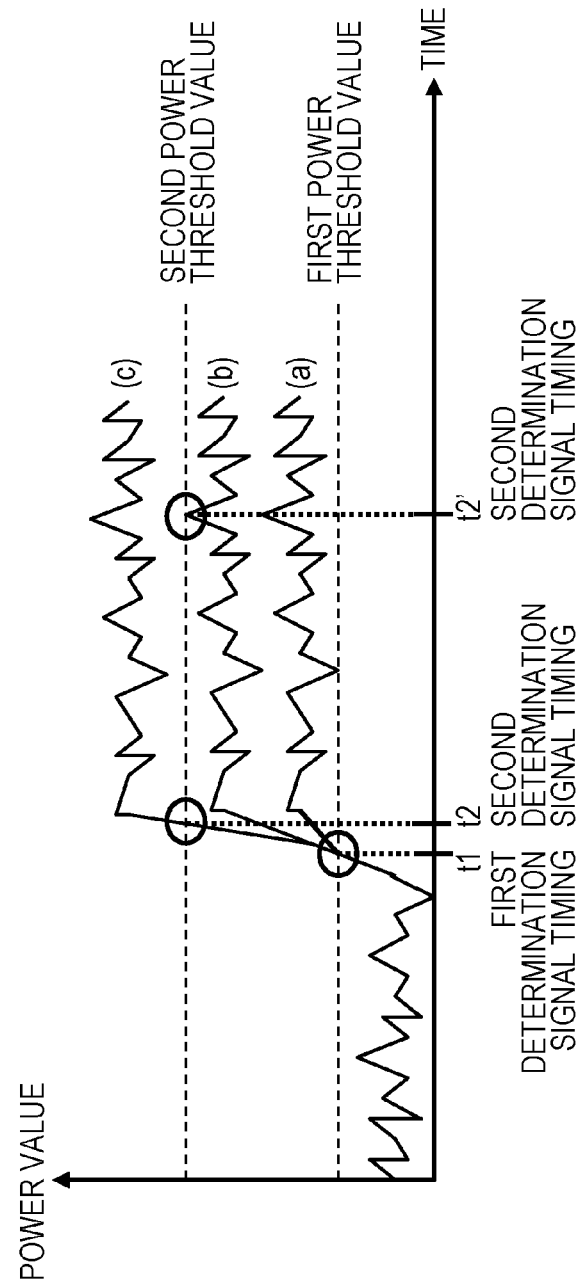 POWER VALUE
SECOND POWER
THRESHOLD VALUE
FIRST POWER
THRESHOLD VALUE
(c)
(b)
(a)
TIME
t1
FIRST
DETERMINATION
SIGNAL TIMING
t2
SECOND
DETERMINATION
SIGNAL TIMING
t2'
SECOND
DETERMINATION
SIGNAL TIMING